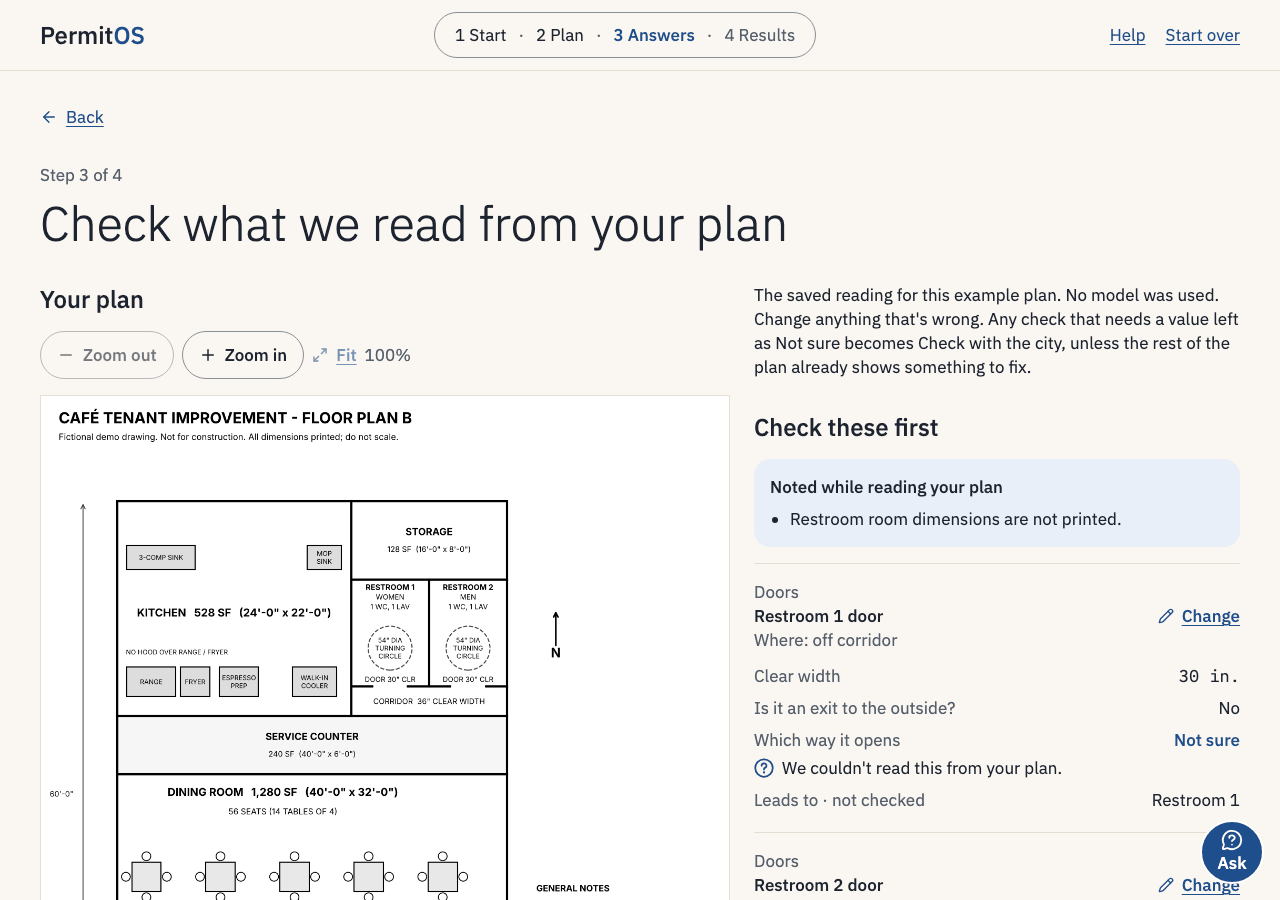 PermitOS
1 Start · 2 Plan · 3 Answers · 4 Results
Help
Start over
Back
Step 3 of 4
Check what we read from your plan
Your plan
Zoom out
Zoom in
Fit
100%
CAFÉ TENANT IMPROVEMENT - FLOOR PLAN B
Fictional demo drawing. Not for construction. All dimensions printed; do not scale.
3-COMP SINK
MOP
SINK
STORAGE
128 SF (16'-0" x 8'-0")
KITCHEN 528 SF (24'-0" x 22'-0")
RESTROOM 1
WOMEN
1 WC, 1 LAV
54" DIA
TURNING
CIRCLE
DOOR 30" CLR
RESTROOM 2
MEN
1 WC, 1 LAV
54" DIA
TURNING
CIRCLE
DOOR 30" CLR
N
NO HOOD OVER RANGE / FRYER
RANGE
FRYER
ESPRESSO
PREP
WALK-IN
COOLER
CORRIDOR 36" CLEAR WIDTH
SERVICE COUNTER
240 SF (40'-0" x 6'-0")
60'-0"
DINING ROOM 1,280 SF (40'-0" x 32'-0")
56 SEATS (14 TABLES OF 4)
GENERAL NOTES
The saved reading for this example plan. No model was used.
Change anything that's wrong. Any check that needs a value left
as Not sure becomes Check with the city, unless the rest of the
plan already shows something to fix.
Check these first
Noted while reading your plan
• Restroom room dimensions are not printed.
Doors
Restroom 1 door
Change
Where: off corridor
Clear width 30 in.
Is it an exit to the outside? No
Which way it opens Not sure
We couldn't read this from your plan.
Leads to · not checked Restroom 1
Doors
Restroom 2 door
Change
Ask